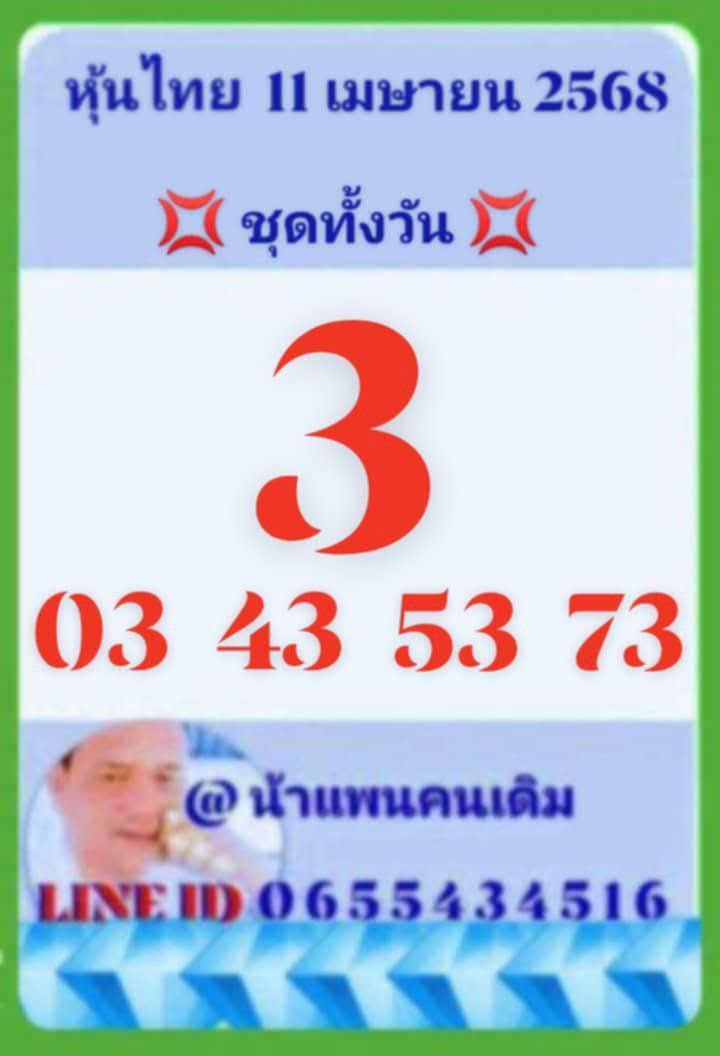 หุ้นไทย 11 เมษายน 2568
💢 ชุดทั้งวัน 💢
3
03 43 53 73
@ น้าแพนคนเดิม
LINE ID 0655434516